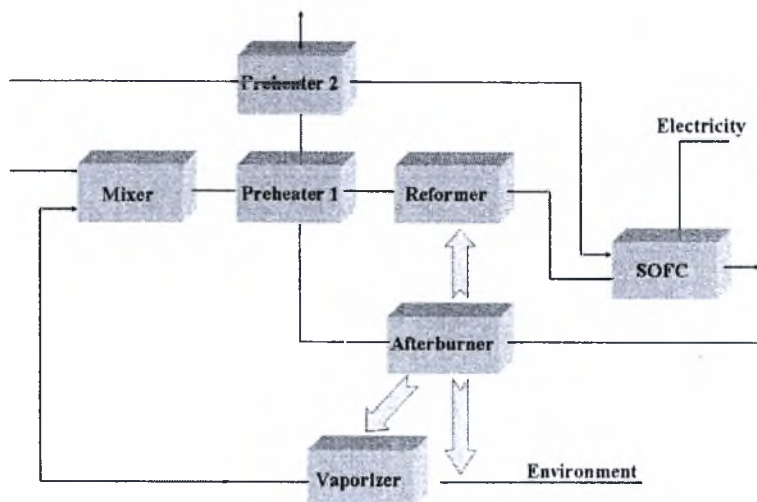 Preheater 2
Electricity
Mixer
Preheater 1
Reformer
SOFC
Afterburner
Vaporizer
Environment